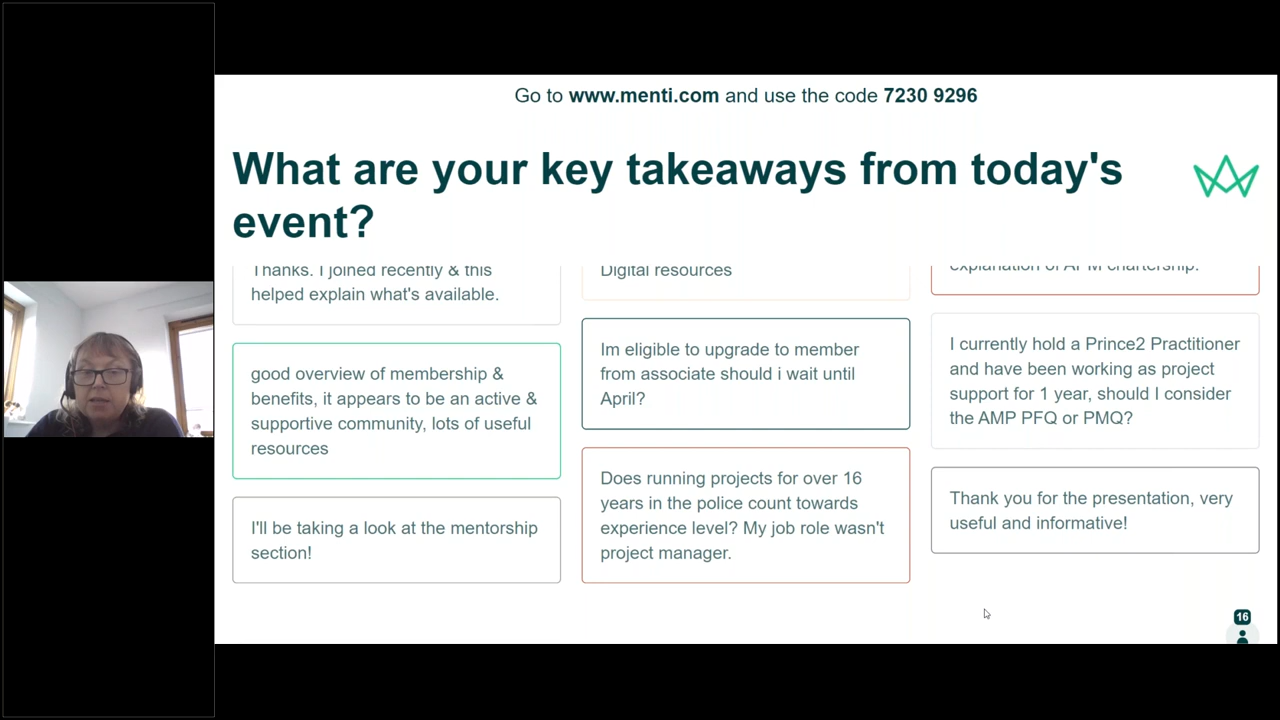 Go to www.menti.com and use the code 7230 9296
What are your key takeaways from today's
event?
Thanks. I joined recently & this
helped explain what's available.
good overview of membership &
benefits, it appears to be an active &
supportive community, lots of useful
resources
I'll be taking a look at the mentorship
section!
Digital resources
Im eligible to upgrade to member
from associate should i wait until
April?
Does running projects for over 16
years in the police count towards
experience level? My job role wasn't
project manager.
explanation of APM chartership.
I currently hold a Prince2 Practitioner
and have been working as project
support for 1 year, should I consider
the AMP PFQ or PMQ?
Thank you for the presentation, very
useful and informative!
16